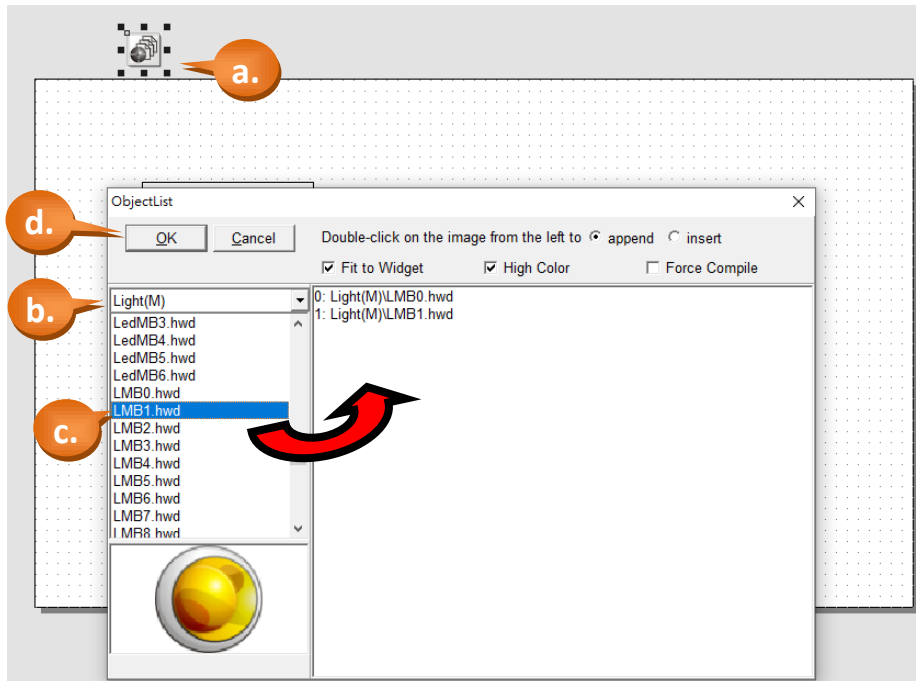 a.
ObjectList
d.
OK Cancel Double-click on the image from the left to append insert
Fit to Widget High Color Force Compile
b.
Light(M)
0: Light(M)\LMB0.hwd
1: Light(M)\LMB1.hwd
LedMB3.hwd
LedMB4.hwd
LedMB5.hwd
LedMB6.hwd
LMB0.hwd
LMB1.hwd
c.
LMB2.hwd
LMB3.hwd
LMB4.hwd
LMB5.hwd
LMB6.hwd
LMB7.hwd
LMB8.hwd